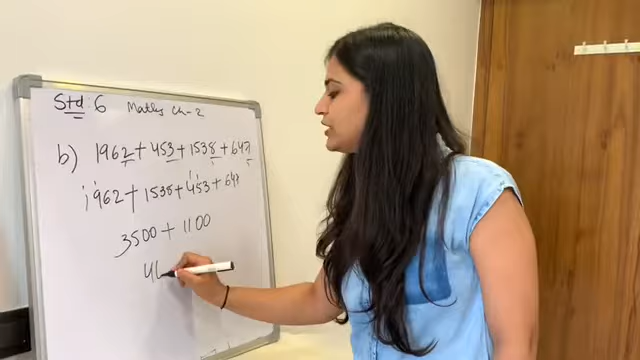 Std: 6 Maths Ch-2
b) 1962 + 453 + 1538 + 647
1962 + 1538 + 453 + 647
3500 + 1100
46